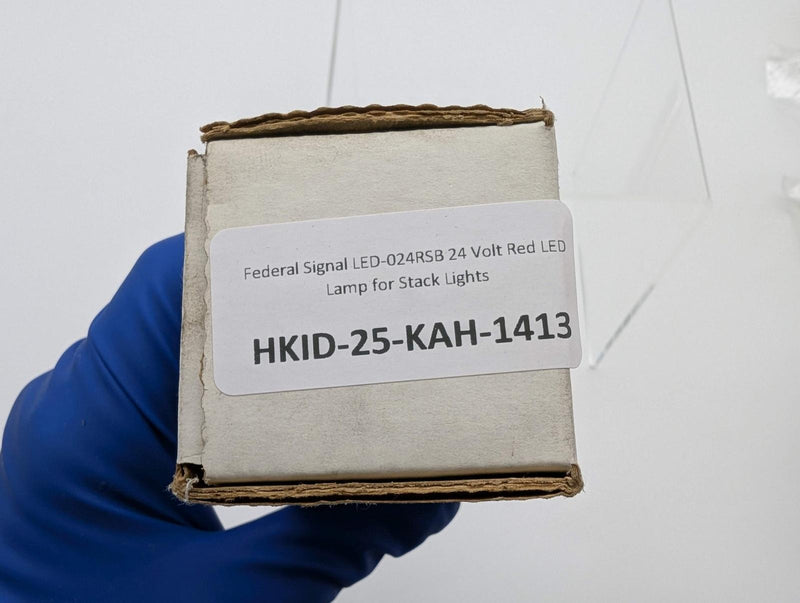 Federal Signal LED-024RSB 24 Volt Red LED
Lamp for Stack Lights
HKID-25-KAH-1413